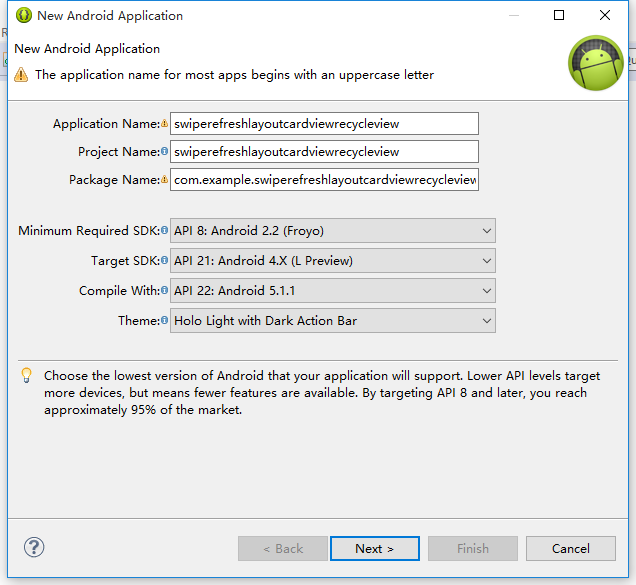 New Android Application
New Android Application
The application name for most apps begins with an uppercase letter
Application Name: swiperefreshlayoutcardviewrecycleview
Project Name: swiperefreshlayoutcardviewrecycleview
Package Name: com.example.swiperefreshlayoutcardviewrecycleview
Minimum Required SDK: API 8: Android 2.2 (Froyo)
Target SDK: API 21: Android 4.X (L Preview)
Compile With: API 22: Android 5.1.1
Theme: Holo Light with Dark Action Bar
Choose the lowest version of Android that your application will support. Lower API levels target
more devices, but means fewer features are available. By targeting API 8 and later, you reach
approximately 95% of the market.
? < Back Next > Finish Cancel